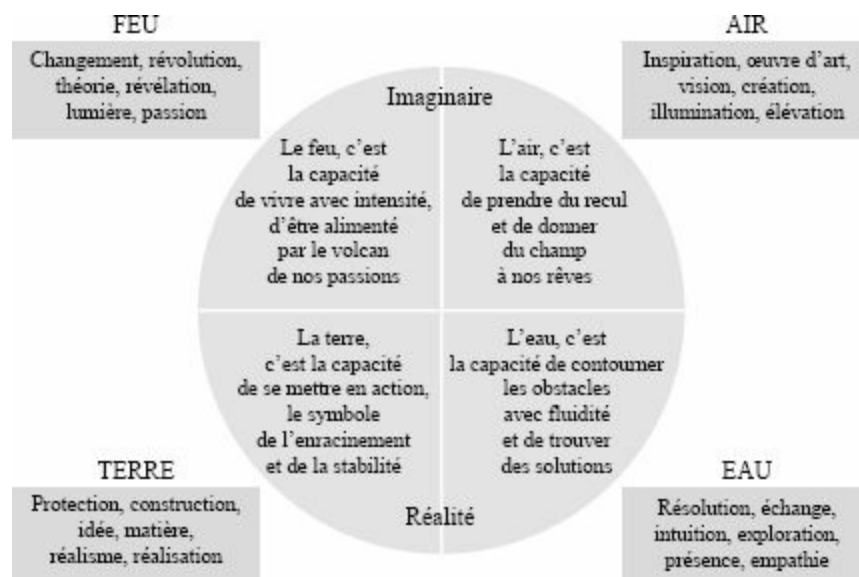 FEU
Changement, révolution,
théorie, révélation,
lumière, passion
AIR
Inspiration, œuvre d'art,
vision, création,
illumination, élévation
Imaginaire
Le feu, c'est
la capacité
de vivre avec intensité,
d'être alimenté
par le volcan
de nos passions
L'air, c'est
la capacité
de prendre du recul
et de donner
du champ
à nos rêves
La terre,
c'est la capacité
de se mettre en action,
le symbole
de l'enracinement
et de la stabilité
L'eau, c'est
la capacité de contourner
les obstacles
avec fluidité
et de trouver
des solutions
Réalité
TERRE
Protection, construction,
idée, matière,
réalisme, réalisation
EAU
Résolution, échange,
intuition, exploration,
présence, empathie